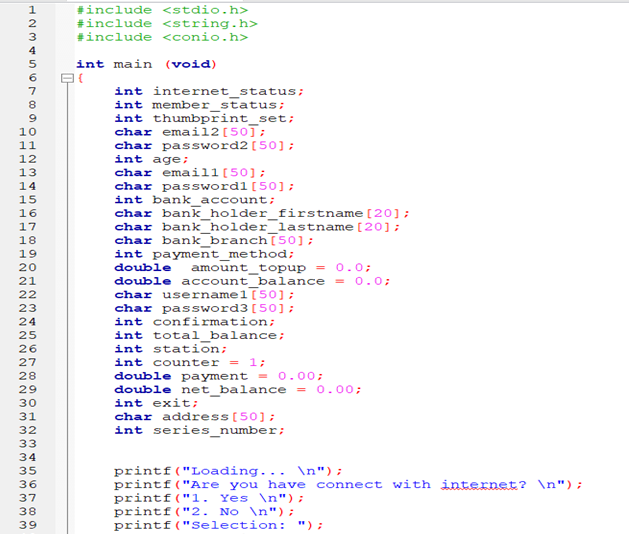 1 #include <stdio.h>
2 #include <string.h>
3 #include <conio.h>
4
5 int main (void)
6 {
7 int internet_status;
8 int member_status;
9 int thumbprint_set;
10 char email2[50];
11 char password2[50];
12 int age;
13 char email1[50];
14 char password1[50];
15 int bank_account;
16 char bank_holder_firstname[20];
17 char bank_holder_lastname[20];
18 char bank_branch[50];
19 int payment_method;
20 double  amount_topup = 0.0;
21 double account_balance = 0.0;
22 char username1[50];
23 char password3[50];
24 int confirmation;
25 int total_balance;
26 int station;
27 int counter = 1;
28 double payment = 0.00;
29 double net_balance = 0.00;
30 int exit;
31 char address[50];
32 int series_number;
33
34
35 printf("Loading... \n");
36 printf("Are you have connect with internet? \n");
37 printf("1. Yes \n");
38 printf("2. No \n");
39 printf("Selection: ");